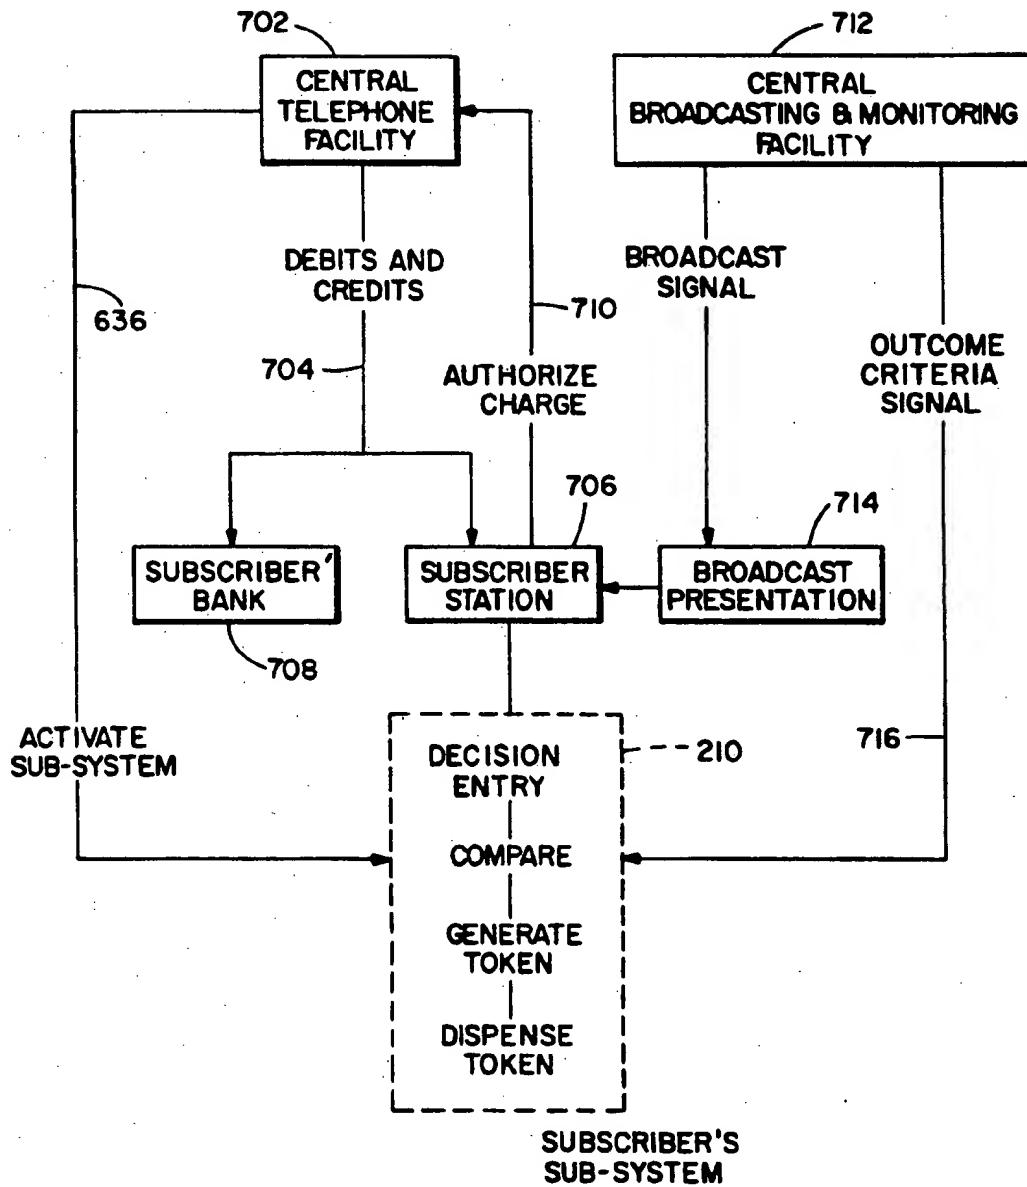 702
712
CENTRAL
TELEPHONE
FACILITY
CENTRAL
BROADCASTING & MONITORING
FACILITY
DEBITS AND
CREDITS
BROADCAST
SIGNAL
636
710
704
AUTHORIZE
CHARGE
OUTCOME
CRITERIA
SIGNAL
706
714
SUBSCRIBER'
BANK
SUBSCRIBER
STATION
BROADCAST
PRESENTATION
708
ACTIVATE
SUB-SYSTEM
716
210
DECISION
ENTRY
COMPARE
GENERATE
TOKEN
DISPENSE
TOKEN
SUBSCRIBER'S
SUB-SYSTEM